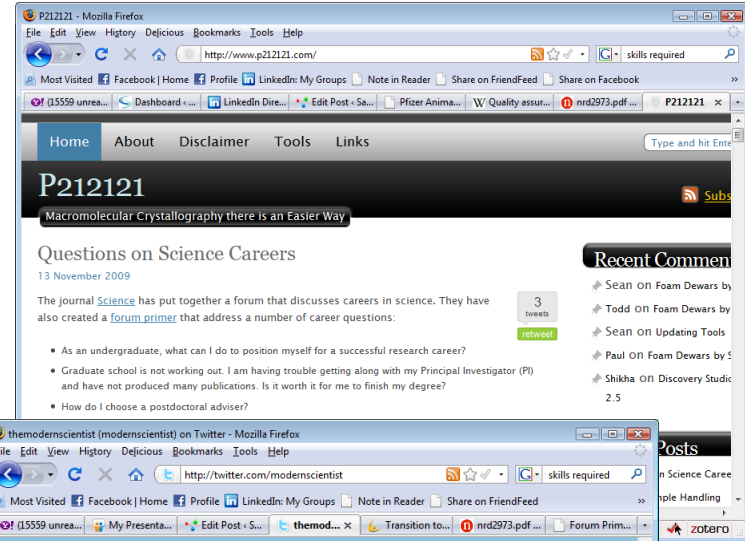 P212121 - Mozilla Firefox
File Edit View History Delicious Bookmarks Tools Help
http://www.p212121.com/ G skills required
Most Visited Facebook | Home Profile LinkedIn: My Groups Note in Reader Share on FriendFeed Share on Facebook »
(15559 unrea... Dashboard ‹ ... LinkedIn Dire... Edit Post ‹ Sa... Pfizer Anima... W Quality assur... nrd2973.pdf ... P212121
Home About Disclaimer Tools Links Type and hit Ente
P212121
Subs
Macromolecular Crystallography there is an Easier Way
Questions on Science Careers
13 November 2009
The journal Science has put together a forum that discusses careers in science. They have
also created a forum primer that address a number of career questions:
3
tweets
retweet
• As an undergraduate, what can I do to position myself for a successful research career?
• Graduate school is not working out. I am having trouble getting along with my Principal Investigator (PI)
and have not produced many publications. Is it worth it for me to finish my degree?
• How do I choose a postdoctoral adviser?
Recent Commen
Sean on Foam Dewars by
Todd on Foam Dewars by
Sean on Updating Tools
Paul on Foam Dewars by S
Shikha on Discovery Studio
2.5
Posts
n Science Caree
mple Handling
zotero
themodernscientist (modernscientist) on Twitter - Mozilla Firefox
ile Edit View History Delicious Bookmarks Tools Help
http://twitter.com/modernscientist G skills required
Most Visited Facebook | Home Profile LinkedIn: My Groups Note in Reader Share on FriendFeed »
(15559 unrea... My Presenta... Edit Post ‹ S... themod... Transition to... nrd2973.pdf ... Forum Prim...